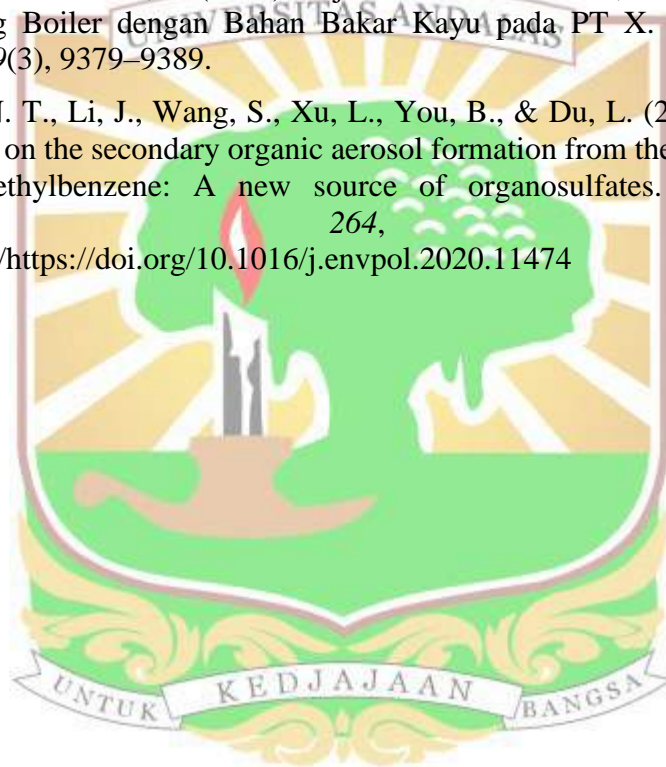 g Boiler dengan Bahan Bakar Kayu pada PT X.
UNIVERSITAS ANDALAS
9(3), 9379–9389.
T., Li, J., Wang, S., Xu, L., You, B., & Du, L. (2
on the secondary organic aerosol formation from the
ethylbenzene: A new source of organosulfates.
264,
/https://doi.org/10.1016/j.envpol.2020.11474
UNTUK KEDJAJAAN BANGSA